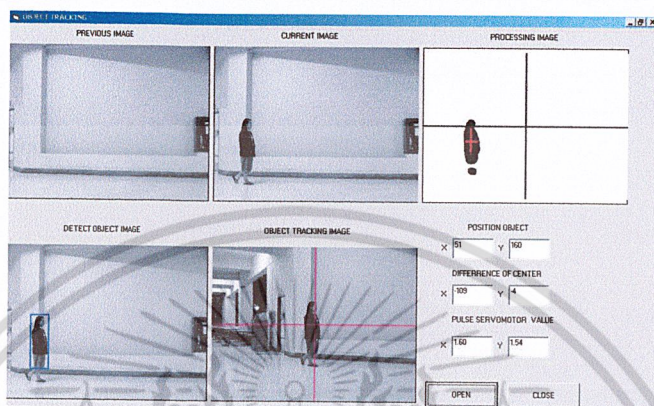 OBJECT TRACKING
PREVIOUS IMAGE
CURRENT IMAGE
PROCESSING IMAGE
DETECT OBJECT IMAGE
OBJECT TRACKING IMAGE
POSITION OBJECT
X 51 Y 160
DIFFERRENCE OF CENTER
X -109 Y -4
PULSE SERVOMOTOR VALUE
X 1.60 Y 1.54
OPEN CLOSE